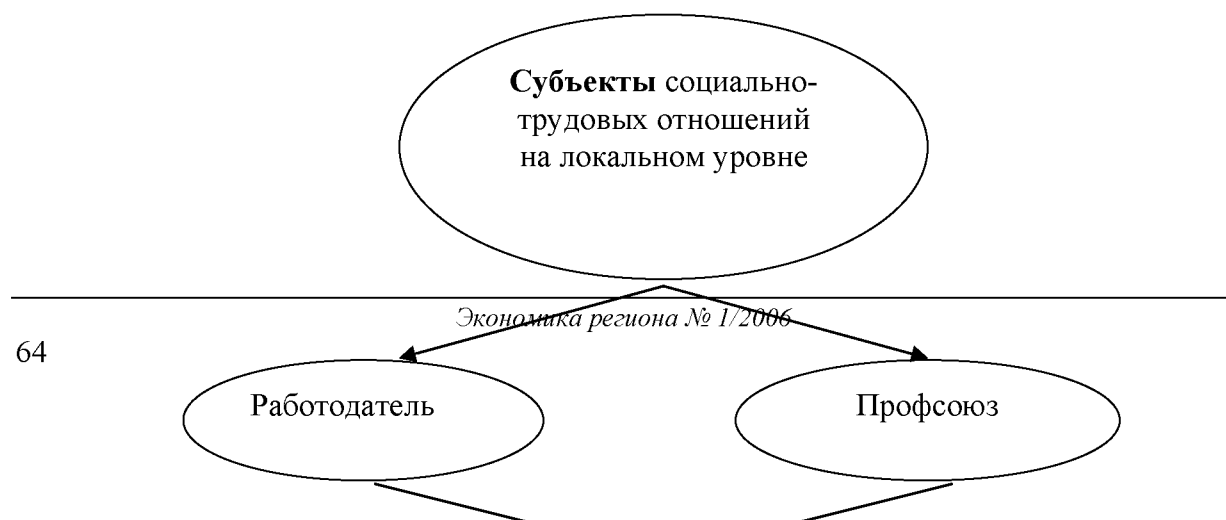 Субъекты социально-
трудовых отношений
на локальном уровне
Экономика региона № 1/2006
64
Работодатель
Профсоюз